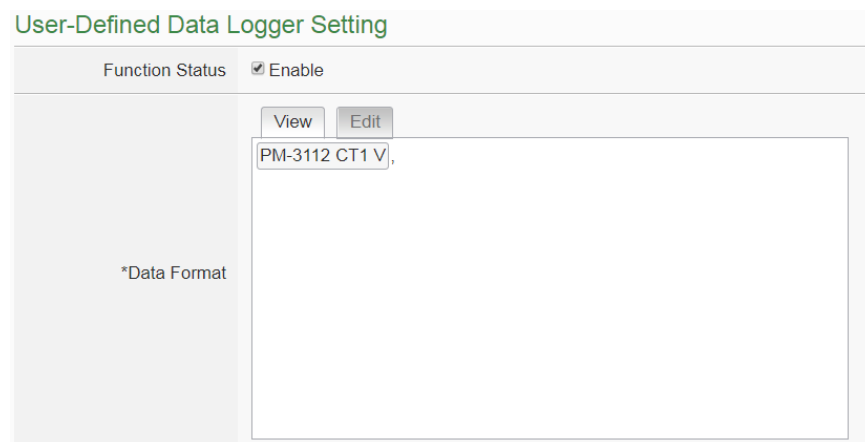 User-Defined Data Logger Setting
Function Status Enable
View Edit
PM-3112 CT1 V ,
*Data Format